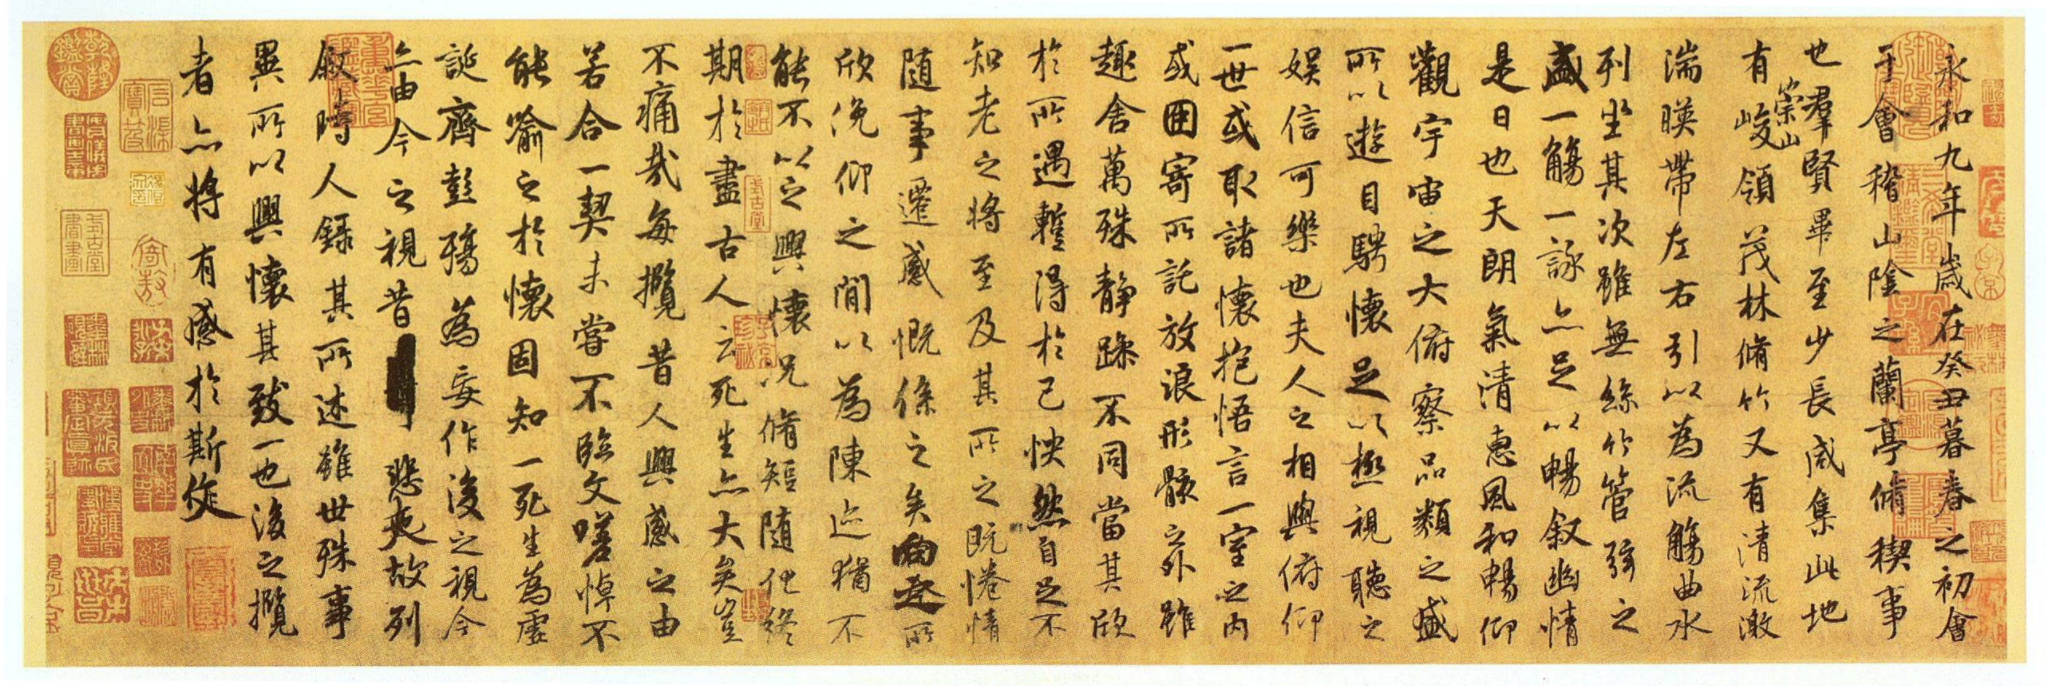 永和九年歲在癸丑暮春之初會
于會稽山陰之蘭亭脩稧事
也羣賢畢至少長咸集此地
有崇山峻領茂林脩竹又有清流激
湍暎帶左右引以為流觴曲水
列坐其次雖無絲竹管弦之
盛一觴一詠亦足以暢叙幽情
是日也天朗氣清惠風和暢仰
觀宇宙之大俯察品類之盛
所以遊目騁懷足以極視聽之
娛信可樂也夫人之相與俯仰
一世或取諸懷抱悟言一室之內
或因寄所託放浪形骸之外雖
趣舍萬殊靜躁不同當其欣
於所遇蹔得於己怏然自足不
知老之將至及其所之既惓情
隨事遷感慨係之矣向之所
欣俛仰之間以為陳迹猶不
能不以之興懷況脩短隨化終
期於盡古人云死生亦大矣豈
不痛哉每攬昔人興感之由
若合一契未嘗不臨文嗟悼不
能喻之於懷固知一死生為虛
誕齊彭殤為妄作後之視今
亦由今之視昔悲夫故列
叙時人錄其所述雖世殊事
異所以興懷其致一也後之攬
者亦將有感於斯文